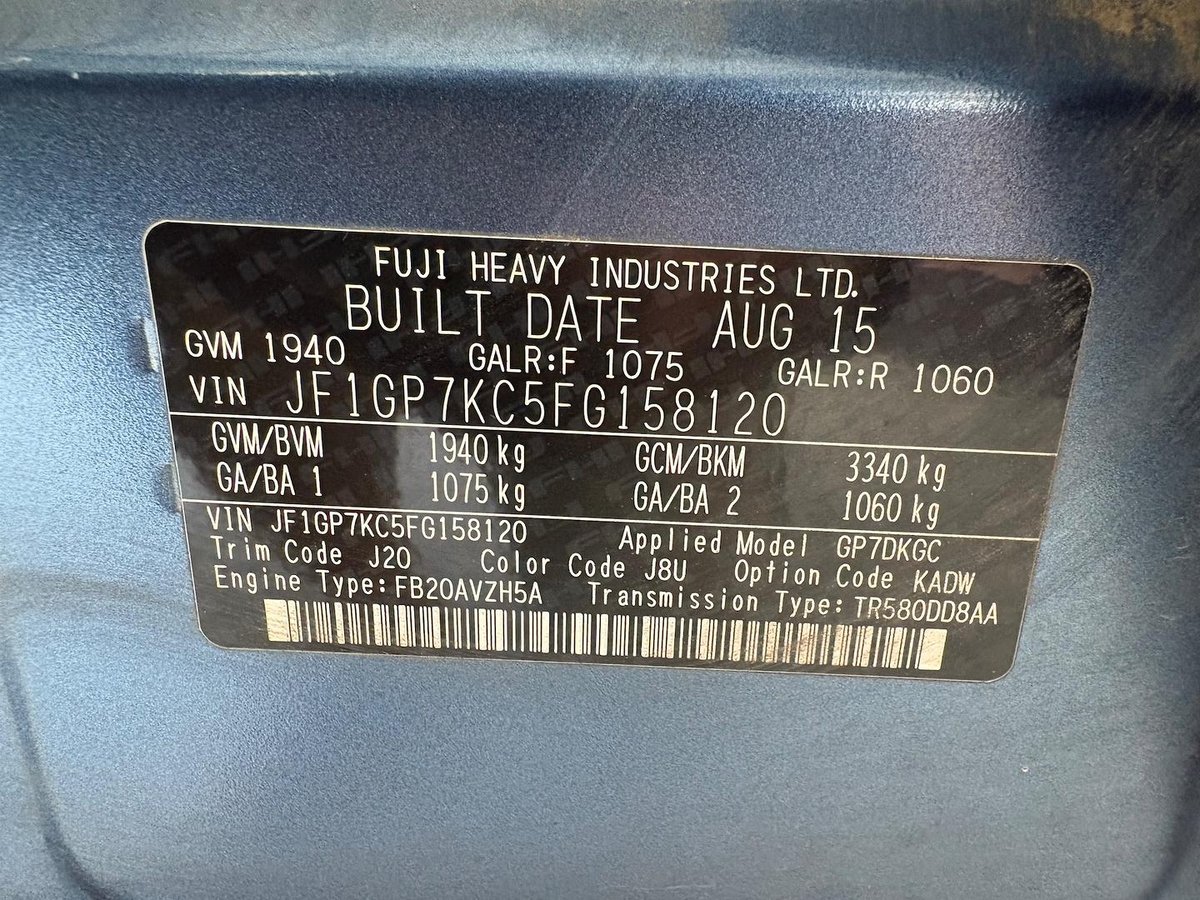 FUJI HEAVY INDUSTRIES LTD.
BUILT DATE AUG 15
GVM 1940 GALR:F 1075 GALR:R 1060
VIN JF1GP7KC5FG158120
GVM/BVM 1940 kg GCM/BKM 3340 kg
GA/BA 1 1075 kg GA/BA 2 1060 kg
VIN JF1GP7KC5FG158120 Applied Model GP7DKGC
Trim Code J20 Color Code J8U Option Code KADW
Engine Type: FB20AVZH5A Transmission Type: TR580DD8AA